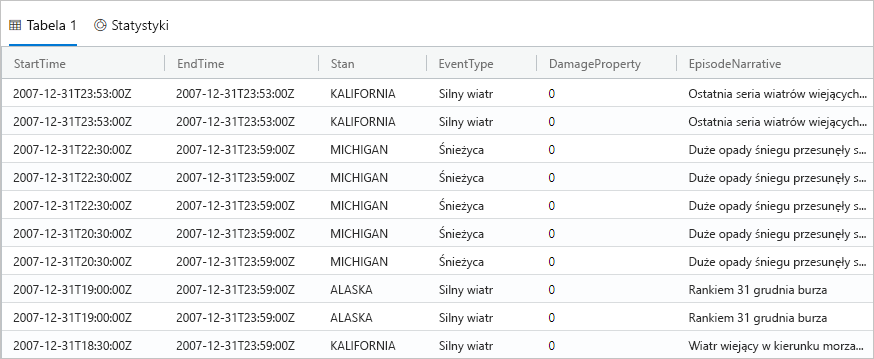 Tabela 1 Statystyki
StartTime EndTime Stan EventType DamageProperty EpisodeNarrative
2007-12-31T23:53:00Z 2007-12-31T23:53:00Z KALIFORNIA Silny wiatr 0 Ostatnia seria wiatrów wiejących...
2007-12-31T23:53:00Z 2007-12-31T23:53:00Z KALIFORNIA Silny wiatr 0 Ostatnia seria wiatrów wiejących...
2007-12-31T22:30:00Z 2007-12-31T23:59:00Z MICHIGAN Śnieżyca 0 Duże opady śniegu przesunęły s...
2007-12-31T22:30:00Z 2007-12-31T23:59:00Z MICHIGAN Śnieżyca 0 Duże opady śniegu przesunęły s...
2007-12-31T22:30:00Z 2007-12-31T23:59:00Z MICHIGAN Śnieżyca 0 Duże opady śniegu przesunęły s...
2007-12-31T20:30:00Z 2007-12-31T23:59:00Z MICHIGAN Śnieżyca 0 Duże opady śniegu przesunęły s...
2007-12-31T20:30:00Z 2007-12-31T23:59:00Z MICHIGAN Śnieżyca 0 Duże opady śniegu przesunęły s...
2007-12-31T19:00:00Z 2007-12-31T23:59:00Z ALASKA Silny wiatr 0 Rankiem 31 grudnia burza
2007-12-31T19:00:00Z 2007-12-31T23:59:00Z ALASKA Silny wiatr 0 Rankiem 31 grudnia burza
2007-12-31T18:30:00Z 2007-12-31T23:59:00Z KALIFORNIA Silny wiatr 0 Wiatr wiejący w kierunku morza...